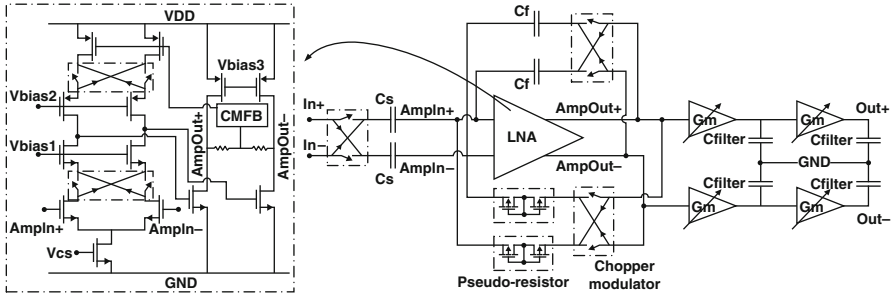 VDD
Vbias3
Vbias2
CMFB
Vbias1
AmpOut+
AmpOut−
AmpIn+
AmpIn−
Vcs
GND
In+
In−
Cs
Cs
AmpIn+
AmpIn−
Cf
Cf
LNA
AmpOut+
AmpOut−
Pseudo-resistor
Chopper
modulator
Gm
Gm
Out+
Cfilter
Cfilter
GND
Cfilter
Cfilter
Gm
Gm
Out−